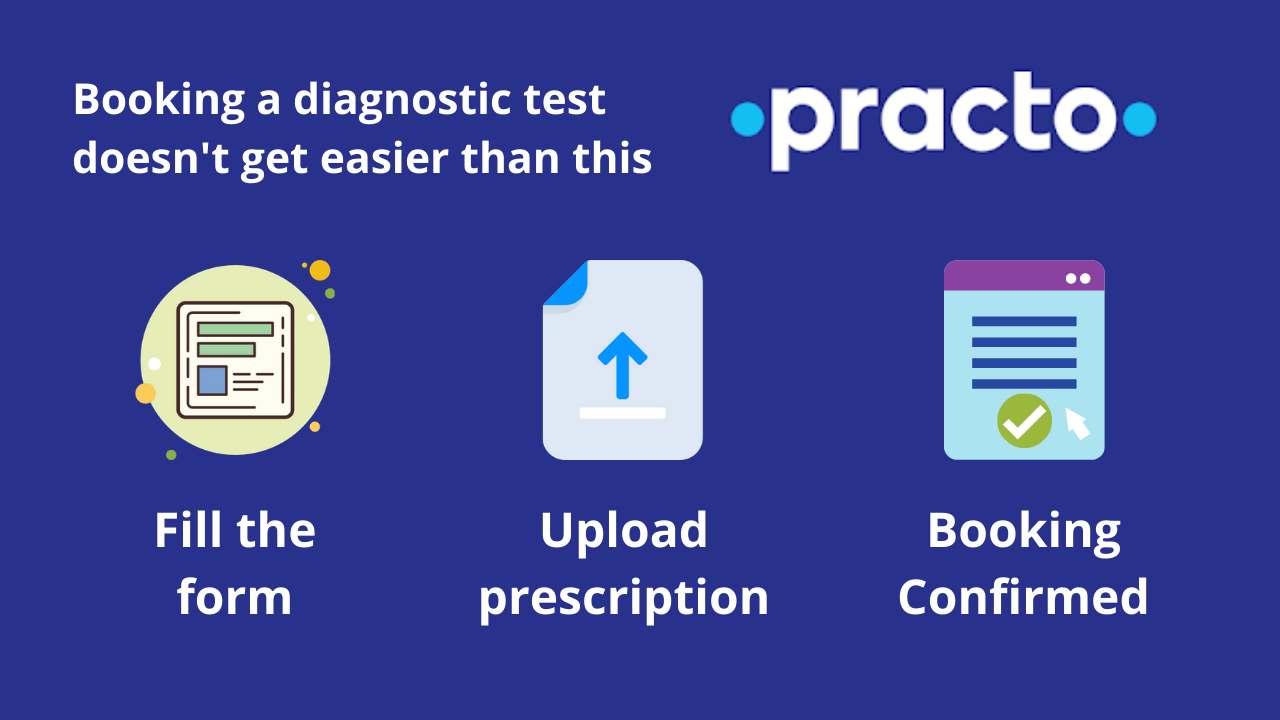 Booking a diagnostic test
doesn't get easier than this
practo
Fill the
form
Upload
prescription
Booking
Confirmed